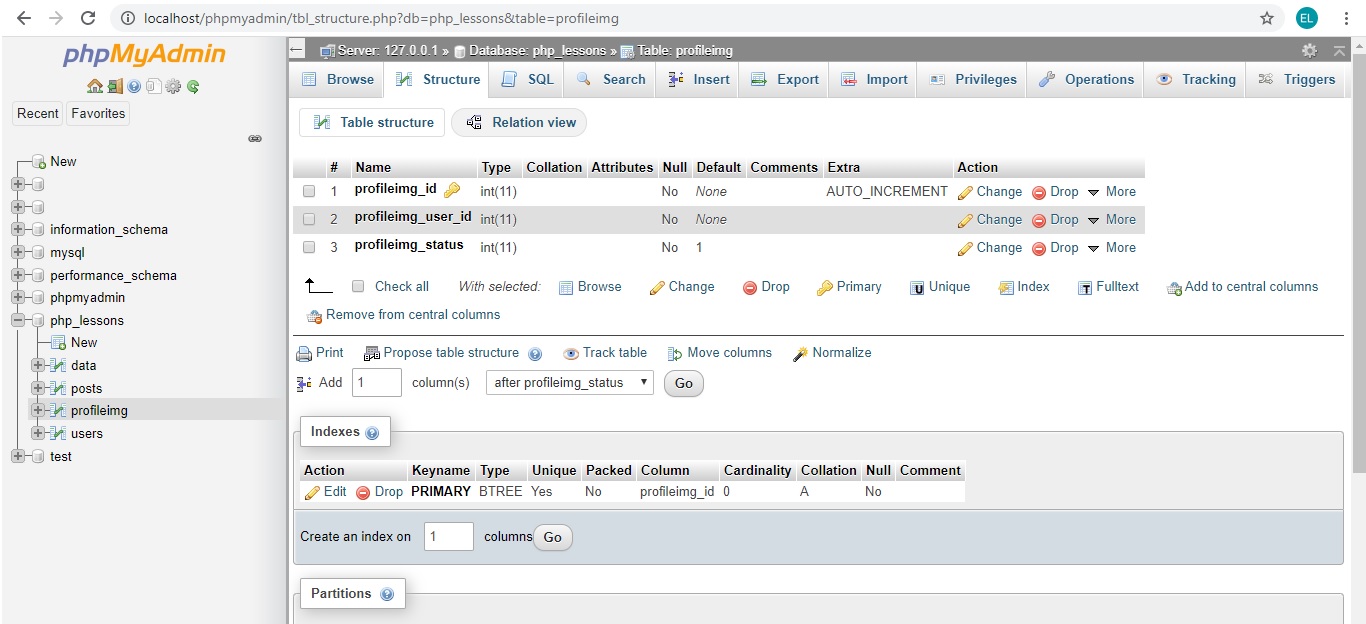 localhost/phpmyadmin/tbl_structure.php?db=php_lessons&table=profileimg
EL
phpMyAdmin
Recent Favorites
New
information_schema
mysql
performance_schema
phpmyadmin
php_lessons
New
data
posts
profileimg
users
test
Server: 127.0.0.1 » Database: php_lessons » Table: profileimg
Browse Structure SQL Search Insert Export Import Privileges Operations Tracking Triggers
Table structure Relation view
# Name Type Collation Attributes Null Default Comments Extra Action
1 profileimg_id int(11) No None AUTO_INCREMENT Change Drop More
2 profileimg_user_id int(11) No None Change Drop More
3 profileimg_status int(11) No 1 Change Drop More
Check all With selected: Browse Change Drop Primary Unique Index Fulltext Add to central columns
Remove from central columns
Print Propose table structure Track table Move columns Normalize
Add 1 column(s) after profileimg_status Go
Indexes
Action Keyname Type Unique Packed Column Cardinality Collation Null Comment
Edit Drop PRIMARY BTREE Yes No profileimg_id 0 A No
Create an index on 1 columns Go
Partitions